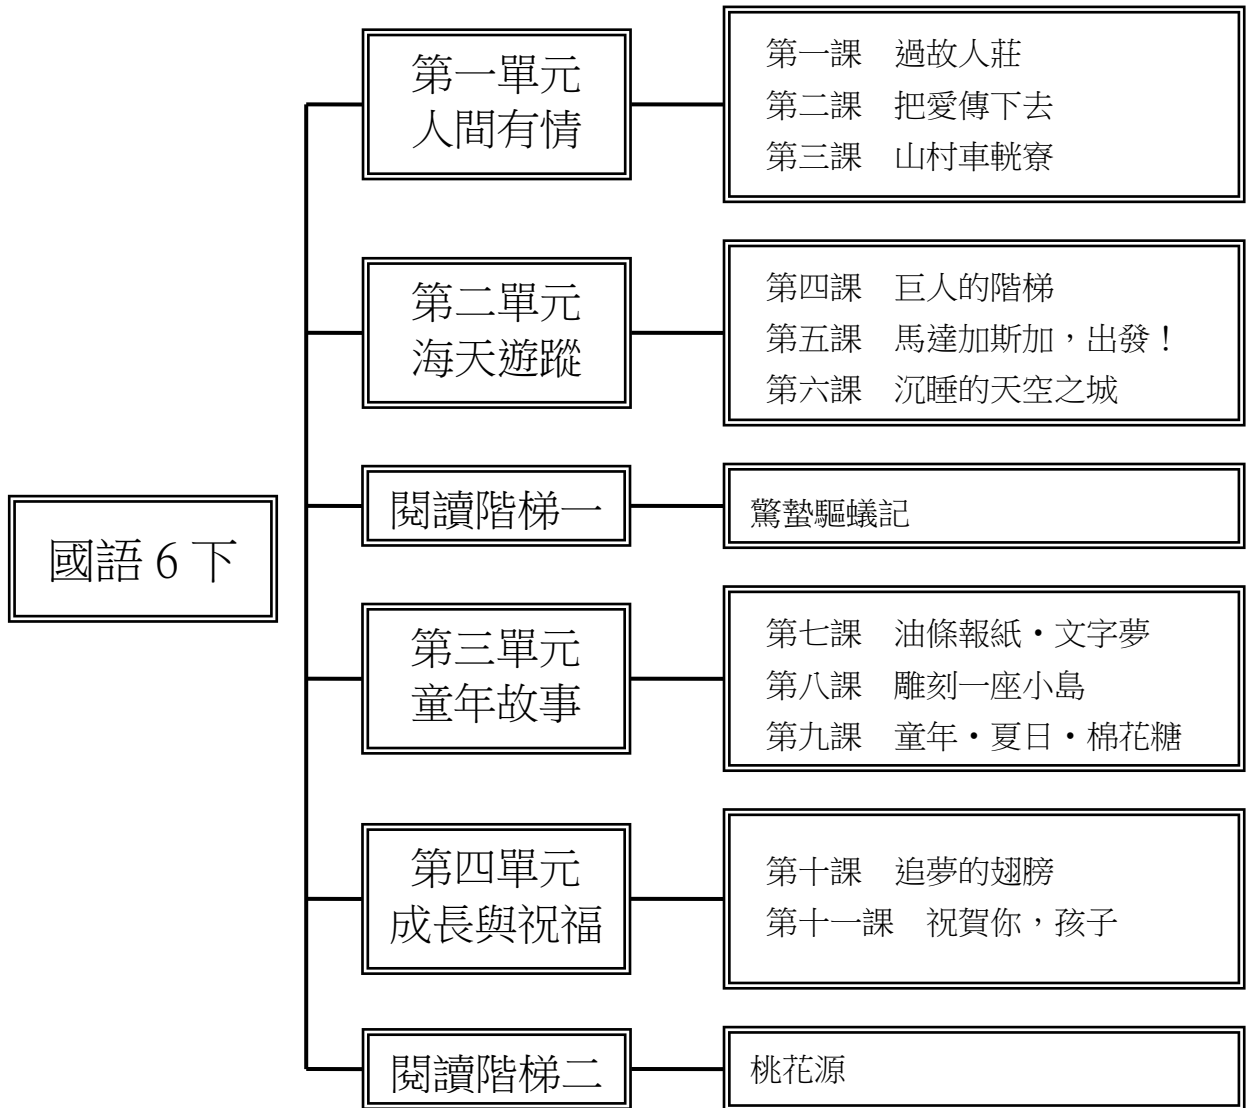 國語 6 下
第一單元
人間有情
第一課　過故人莊
第二課　把愛傳下去
第三課　山村車輄寮
第二單元
海天遊蹤
第四課　巨人的階梯
第五課　馬達加斯加，出發！
第六課　沉睡的天空之城
閱讀階梯一
驚蟄驅蟻記
第三單元
童年故事
第七課　油條報紙・文字夢
第八課　雕刻一座小島
第九課　童年・夏日・棉花糖
第四單元
成長與祝福
第十課　追夢的翅膀
第十一課　祝賀你，孩子
閱讀階梯二
桃花源